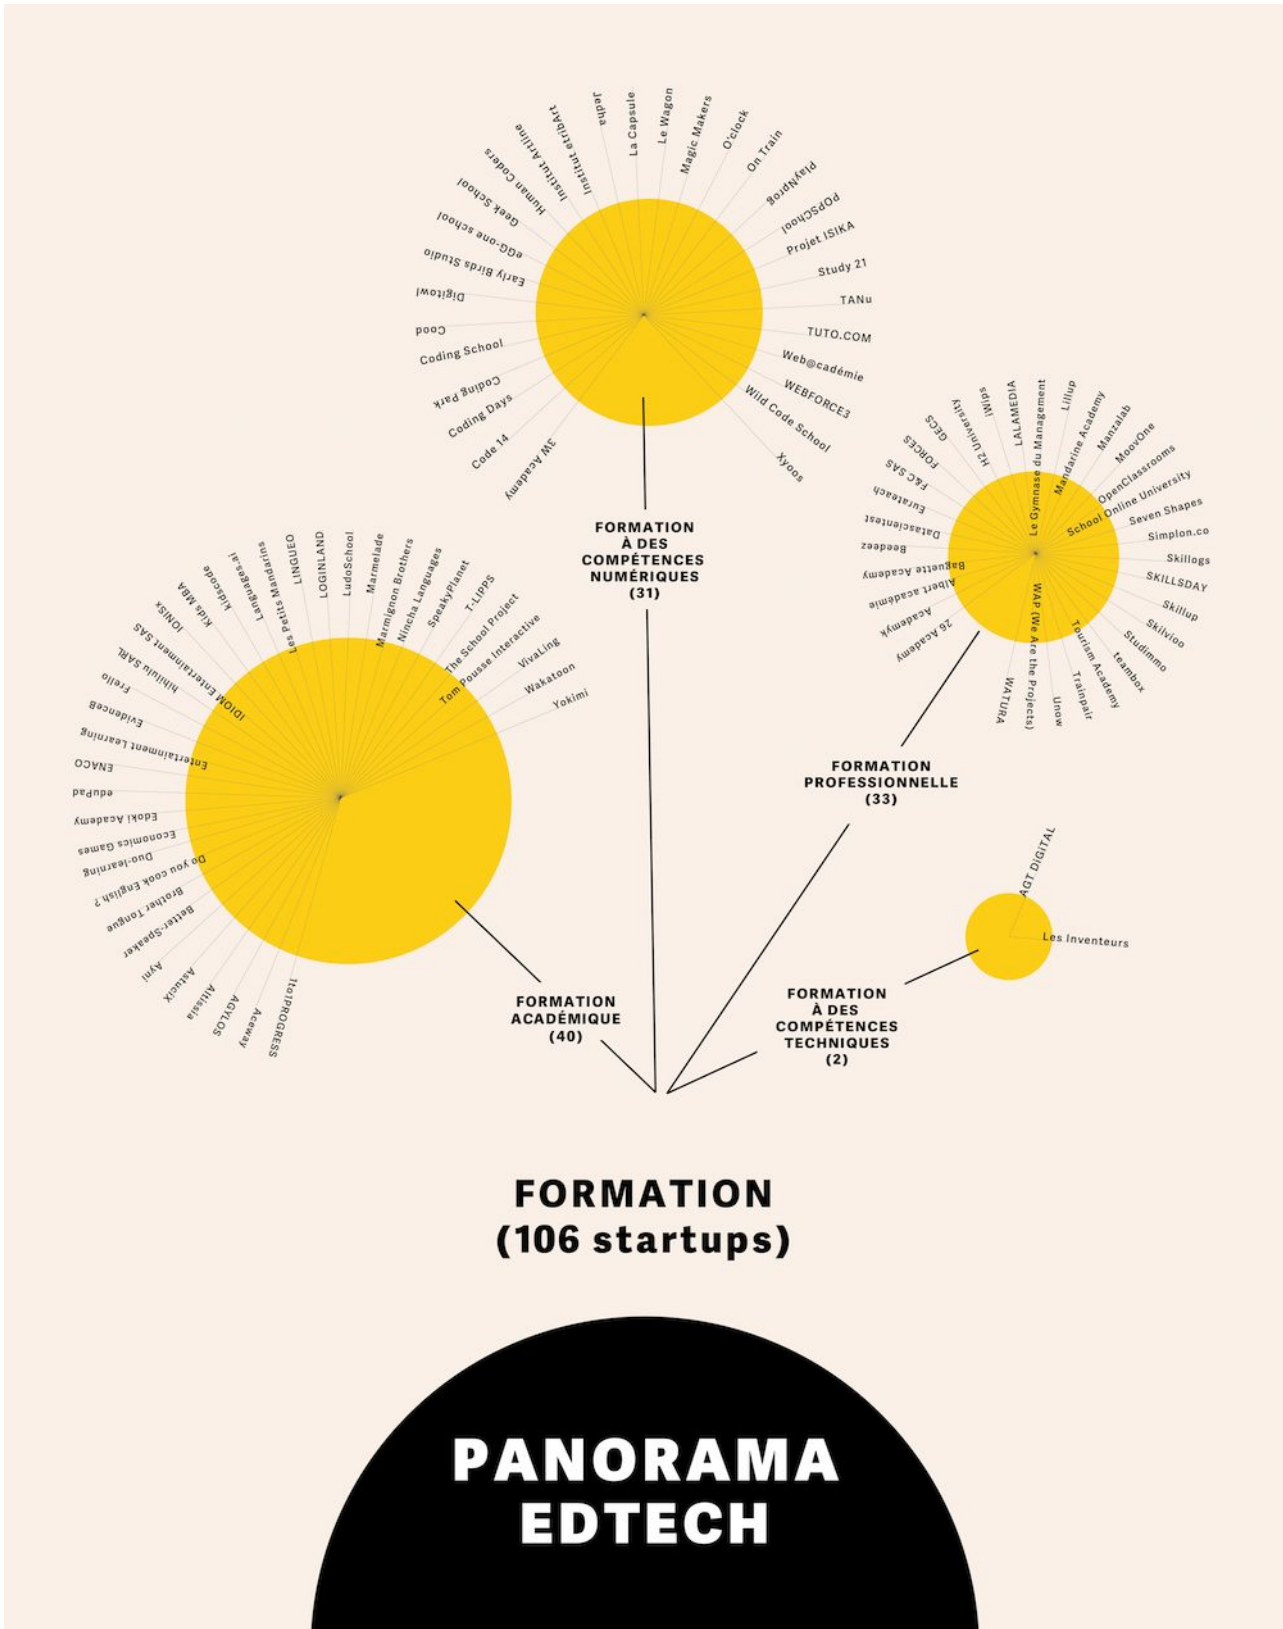 3W Academy
Code 14
Coding Days
Coding Park
Coding School
Cood
Digitowl
Early Birds Studio
eGG-one school
Geek School
Human Coders
Institut Artline
Institut etribArt
Jedha
La Capsule
Le Wagon
Magic Makers
O'clock
On Train
PlayNprog
POPSChool
Projet ISIKA
Study 21
TANu
TUTO.COM
Web@cadémie
WEBFORCE3
Wild Code School
Xyoos
FORMATION
À DES
COMPÉTENCES
NUMÉRIQUES
(31)
26 Academy
Academyk
Albert académie
Baguette Academy
Beedeez
Datascientest
Eurateach
F&C SAS
FORCES
GECS
H2 University
iWips
LALAMEDIA
Le Gymnase du Management
Lillup
Mandarine Academy
Manzalab
MoovOne
OpenClassrooms
School Online University
Seven Shapes
Simplon.co
Skillogs
SKILLSDAY
Skillup
Skilvioo
Studimmo
teambox
Tourism Academy
Trainpair
Unow
WAP (We Are the Projects)
WATURA
FORMATION
PROFESSIONNELLE
(33)
1to1PROGRESS
Aceway
AGYLOS
Altissia
AstuciX
Ayni
Better-Speaker
Brother Tongue
Do you cook English ?
Duo-learning
Economics Games
Edoki Academy
eduPad
ENACO
Entertainment Learning
EvidenceB
Frello
hihilulu SARL
IDIOM Entertainment SAS
IONISx
Kids MBA
kidscode
Languages.ai
Les Petits Mandarins
LINGUEO
LOGINLAND
LudoSchool
Marmelade
Marmignon Brothers
Nincha Languages
SpeakyPlanet
T-LIPPS
The School Project
Tom Pousse Interactive
VivaLing
Wakatoon
Yokimi
FORMATION
ACADÉMIQUE
(40)
AGT DiGiTAL
Les Inventeurs
FORMATION
À DES
COMPÉTENCES
TECHNIQUES
(2)
FORMATION
(106 startups)
PANORAMA
EDTECH